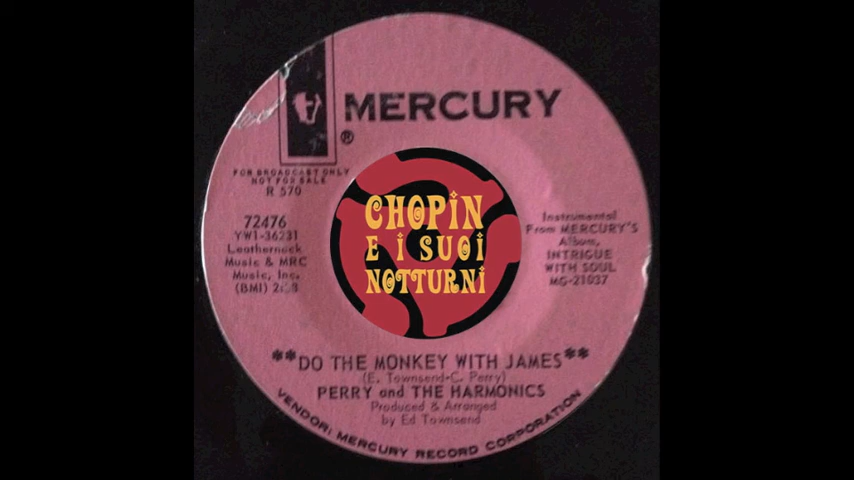 MERCURY
®
FOR BROADCAST ONLY
NOT FOR SALE
R 570
72476
YW1-36231
Leatherneck
Music & MRC
Music, Inc.
(BMI)
Instrumental
From MERCURY'S
Album,
INTRIGUE
WITH SOUL
MG-21037
CHOPIN
E I SUOI
NOTTURNI
**DO THE MONKEY WITH JAMES**
(E. Townsend-C. Perry)
PERRY and THE HARMONICS
Produced & Arranged
by Ed Townsend
VENDOR: MERCURY RECORD CORPORATION